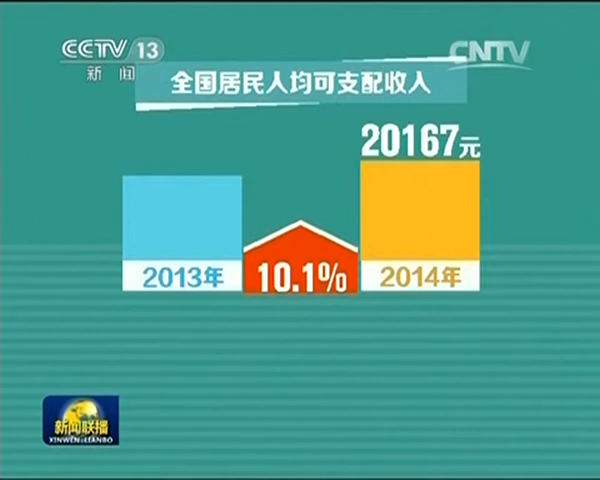 CCTV 13
CNTV
新闻
全国居民人均可支配收入
20167元
2013年
10.1%
2014年
新闻联播
XINWEN LIANBO